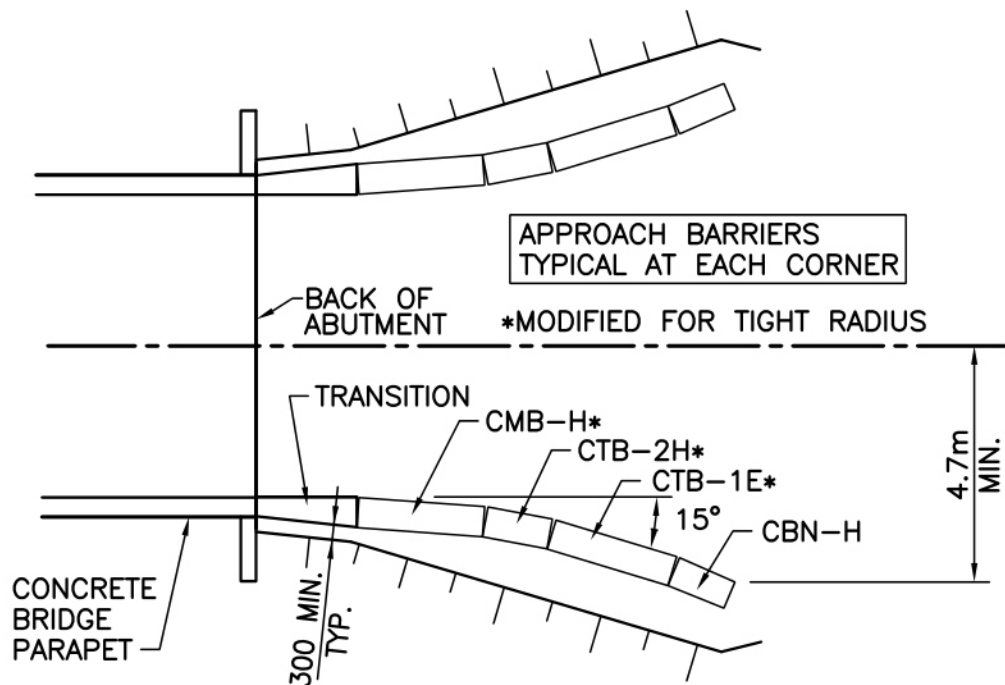 APPROACH BARRIERS
TYPICAL AT EACH CORNER
BACK OF
ABUTMENT
*MODIFIED FOR TIGHT RADIUS
TRANSITION
CMB-H*
CTB-2H*
CTB-1E*
15°
CBN-H
4.7m
MIN.
CONCRETE
BRIDGE
PARAPET
300 MIN.
TYP.